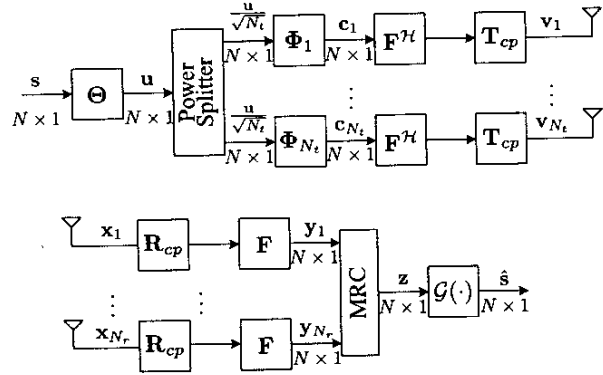 u/√N_t c_1 v_1
N × 1 Φ_1 N × 1 F^H T_cp
s u
N × 1 Θ N × 1 Power Splitter
⋮ ⋮
u/√N_t c_{N_t} v_{N_t}
N × 1 Φ_{N_t} N × 1 F^H T_cp
x_1 R_cp F y_1
N × 1
MRC z G(·) ŝ
N × 1 N × 1
⋮ ⋮
x_{N_r} R_cp F y_{N_r}
N × 1